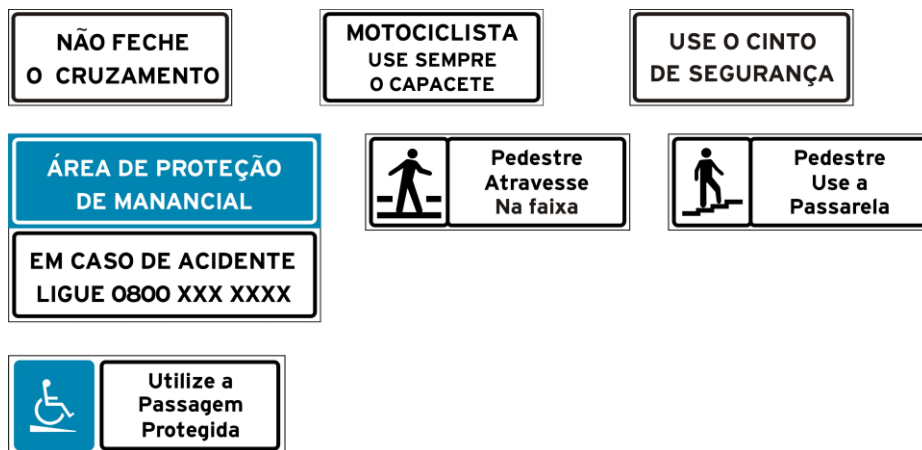 NÃO FECHE
O CRUZAMENTO
MOTOCICLISTA
USE SEMPRE
O CAPACETE
USE O CINTO
DE SEGURANÇA
ÁREA DE PROTEÇÃO
DE MANANCIAL
EM CASO DE ACIDENTE
LIGUE 0800 XXX XXXX
Pedestre
Atravesse
Na faixa
Pedestre
Use a
Passarela
Utilize a
Passagem
Protegida